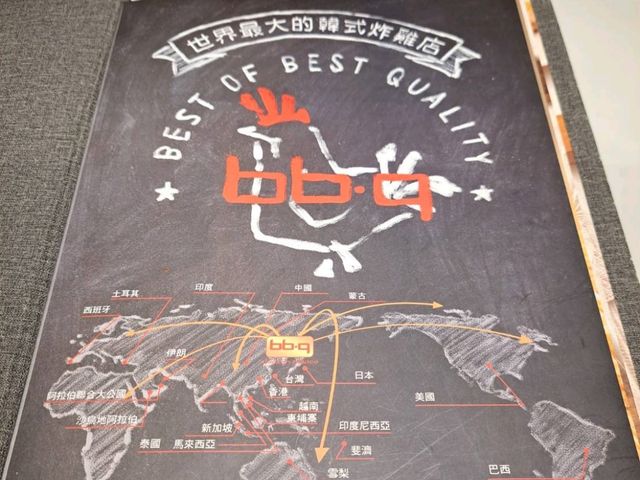 世界最大的韓式炸雞店
BEST OF BEST QUALITY
bb.q
土耳其
印度
中國
蒙古
西班牙
bb.q
伊朗
台灣
日本
阿拉伯聯合大公國
香港
美國
沙烏地阿拉伯
越南
新加坡
柬埔寨
印度尼西亞
泰國
馬來西亞
斐濟
雪梨
巴西